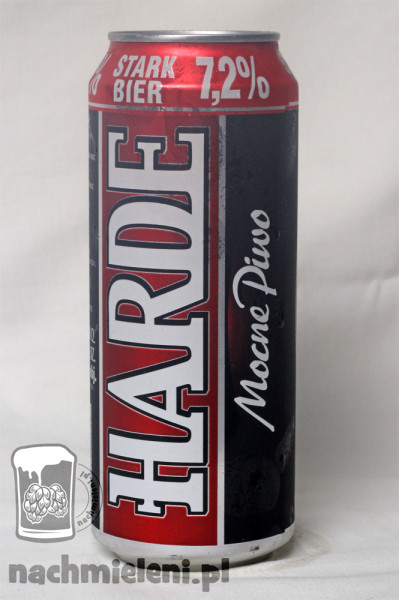 STARK
BIER
7,2%
HARDE
Mocne Piwo
nachmieleni.pl